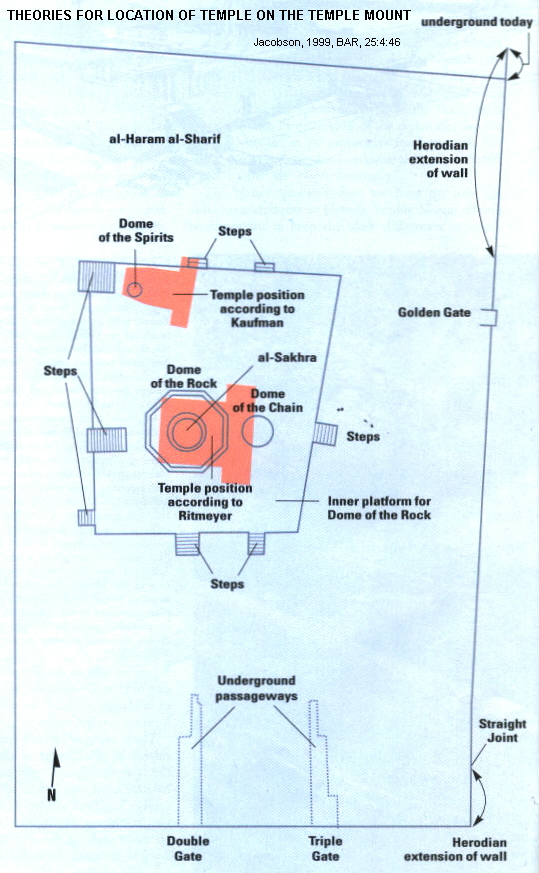 THEORIES FOR LOCATION OF TEMPLE ON THE TEMPLE MOUNT
underground today
Jacobson, 1999, BAR, 25:4:46
al-Haram al-Sharif
Herodian
extension
of wall
Dome
of the Spirits
Steps
Temple position
according to
Kaufman
Golden Gate
al-Sakhra
Steps
Dome
of the Rock
Dome
of the Chain
Steps
Temple position
according to
Ritmeyer
Inner platform for
Dome of the Rock
Steps
Underground
passageways
Straight
Joint
N
Double
Gate
Triple
Gate
Herodian
extension of wall